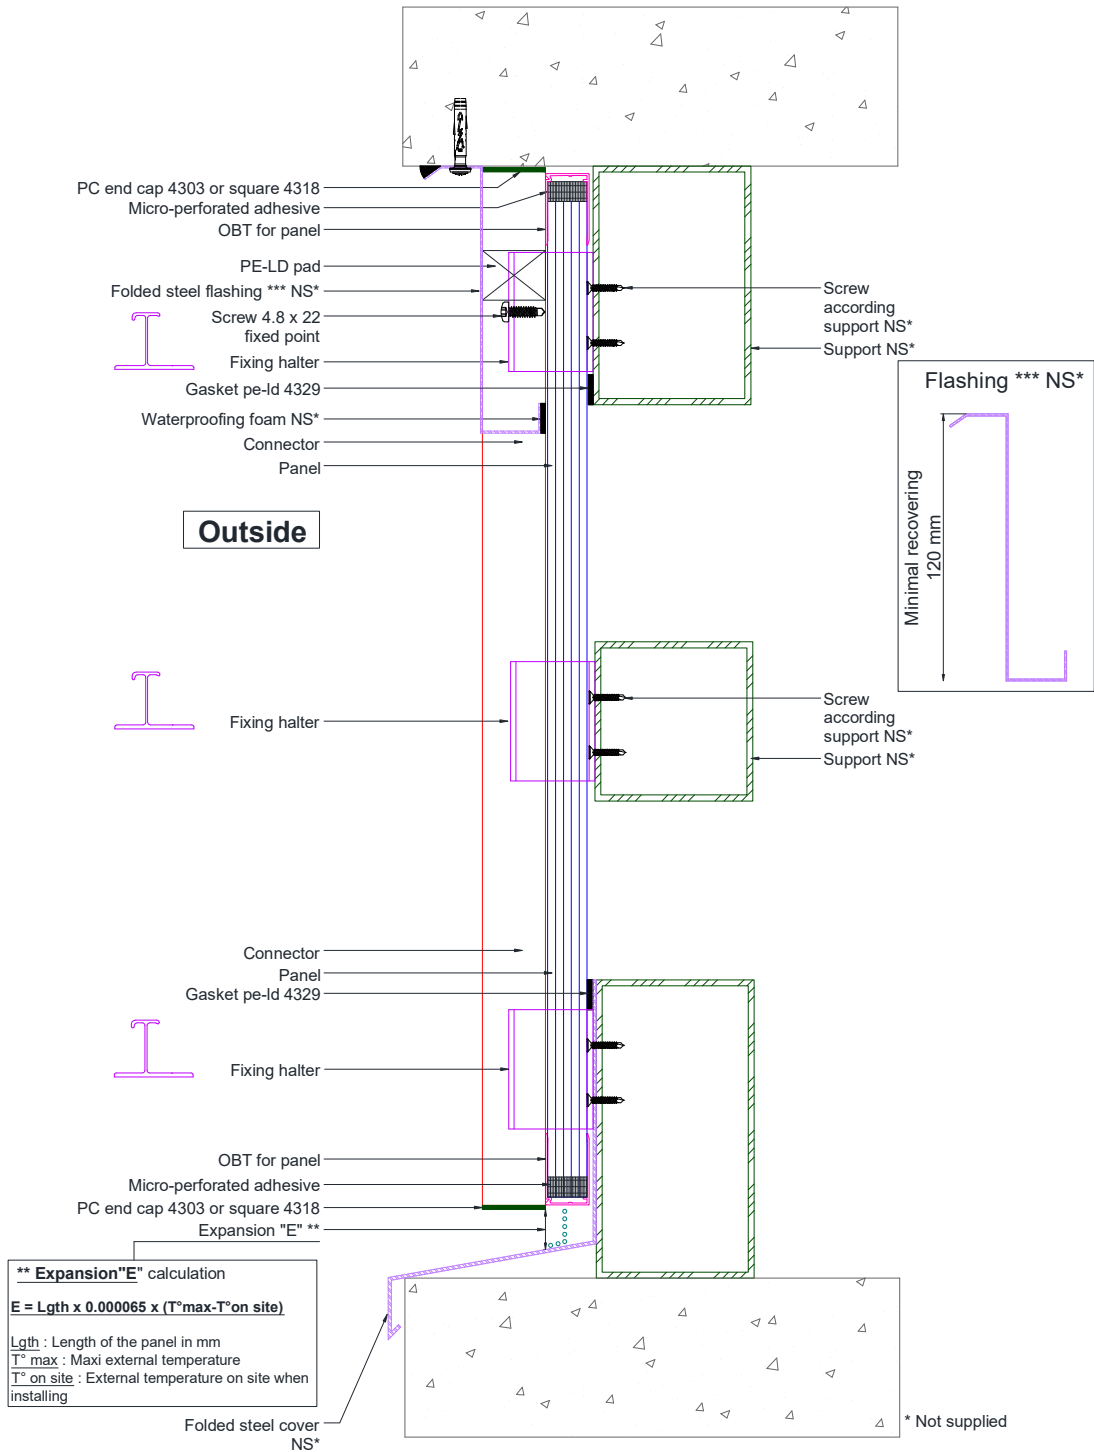 PC end cap 4303 or square 4318
Micro-perforated adhesive
OBT for panel
PE-LD pad
Folded steel flashing *** NS*
Screw 4.8 x 22
fixed point
Fixing halter
Gasket pe-ld 4329
Waterproofing foam NS*
Connector
Panel
Screw
according
support NS*
Support NS*
Flashing *** NS*
Minimal recovering
120 mm
Outside
Fixing halter
Screw
according
support NS*
Support NS*
Connector
Panel
Gasket pe-ld 4329
Fixing halter
OBT for panel
Micro-perforated adhesive
PC end cap 4303 or square 4318
Expansion "E" **
** Expansion"E" calculation
E = Lgth x 0.000065 x (T°max-T°on site)
Lgth : Length of the panel in mm
T° max : Maxi external temperature
T° on site : External temperature on site when
installing
Folded steel cover
NS*
* Not supplied